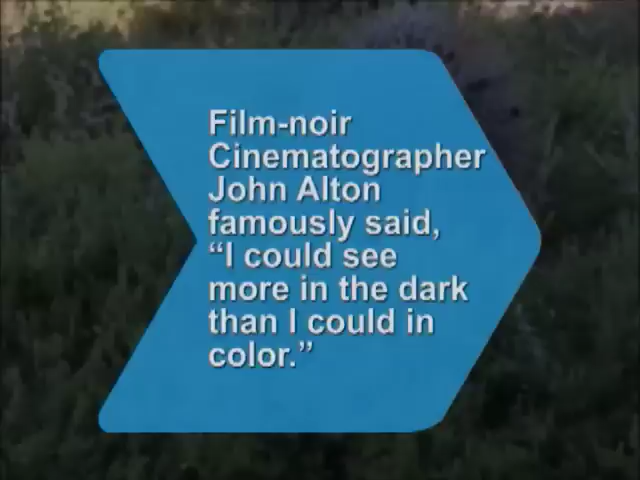 Film-noir
Cinematographer
John Alton
famously said,
“I could see
more in the dark
than I could in
color.”